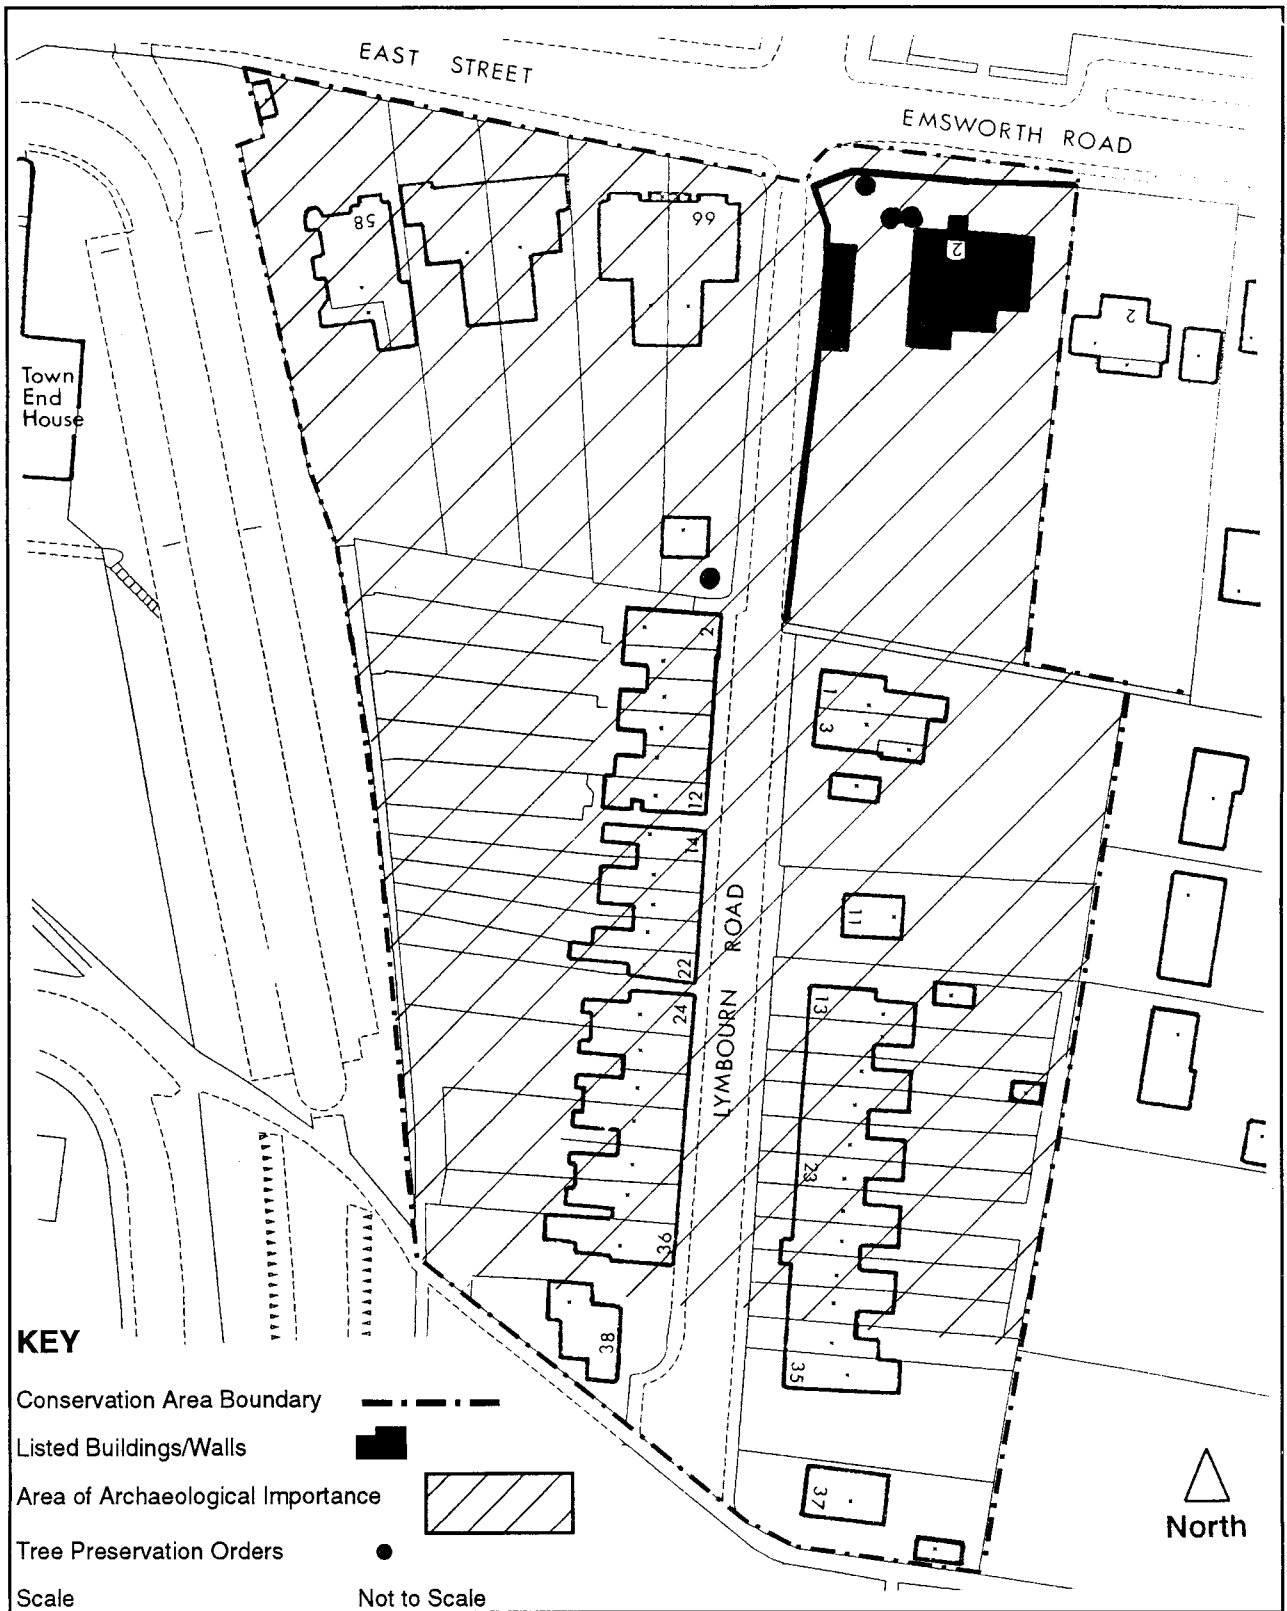 EAST STREET
EMSWORTH ROAD
58
66
2
2
Town
End
House
2
1
3
12
14
11
22
24
13
LYMBOURN ROAD
23
36
38
35
37
KEY
Conservation Area Boundary
Listed Buildings/Walls
Area of Archaeological Importance
Tree Preservation Orders
Scale Not to Scale
North